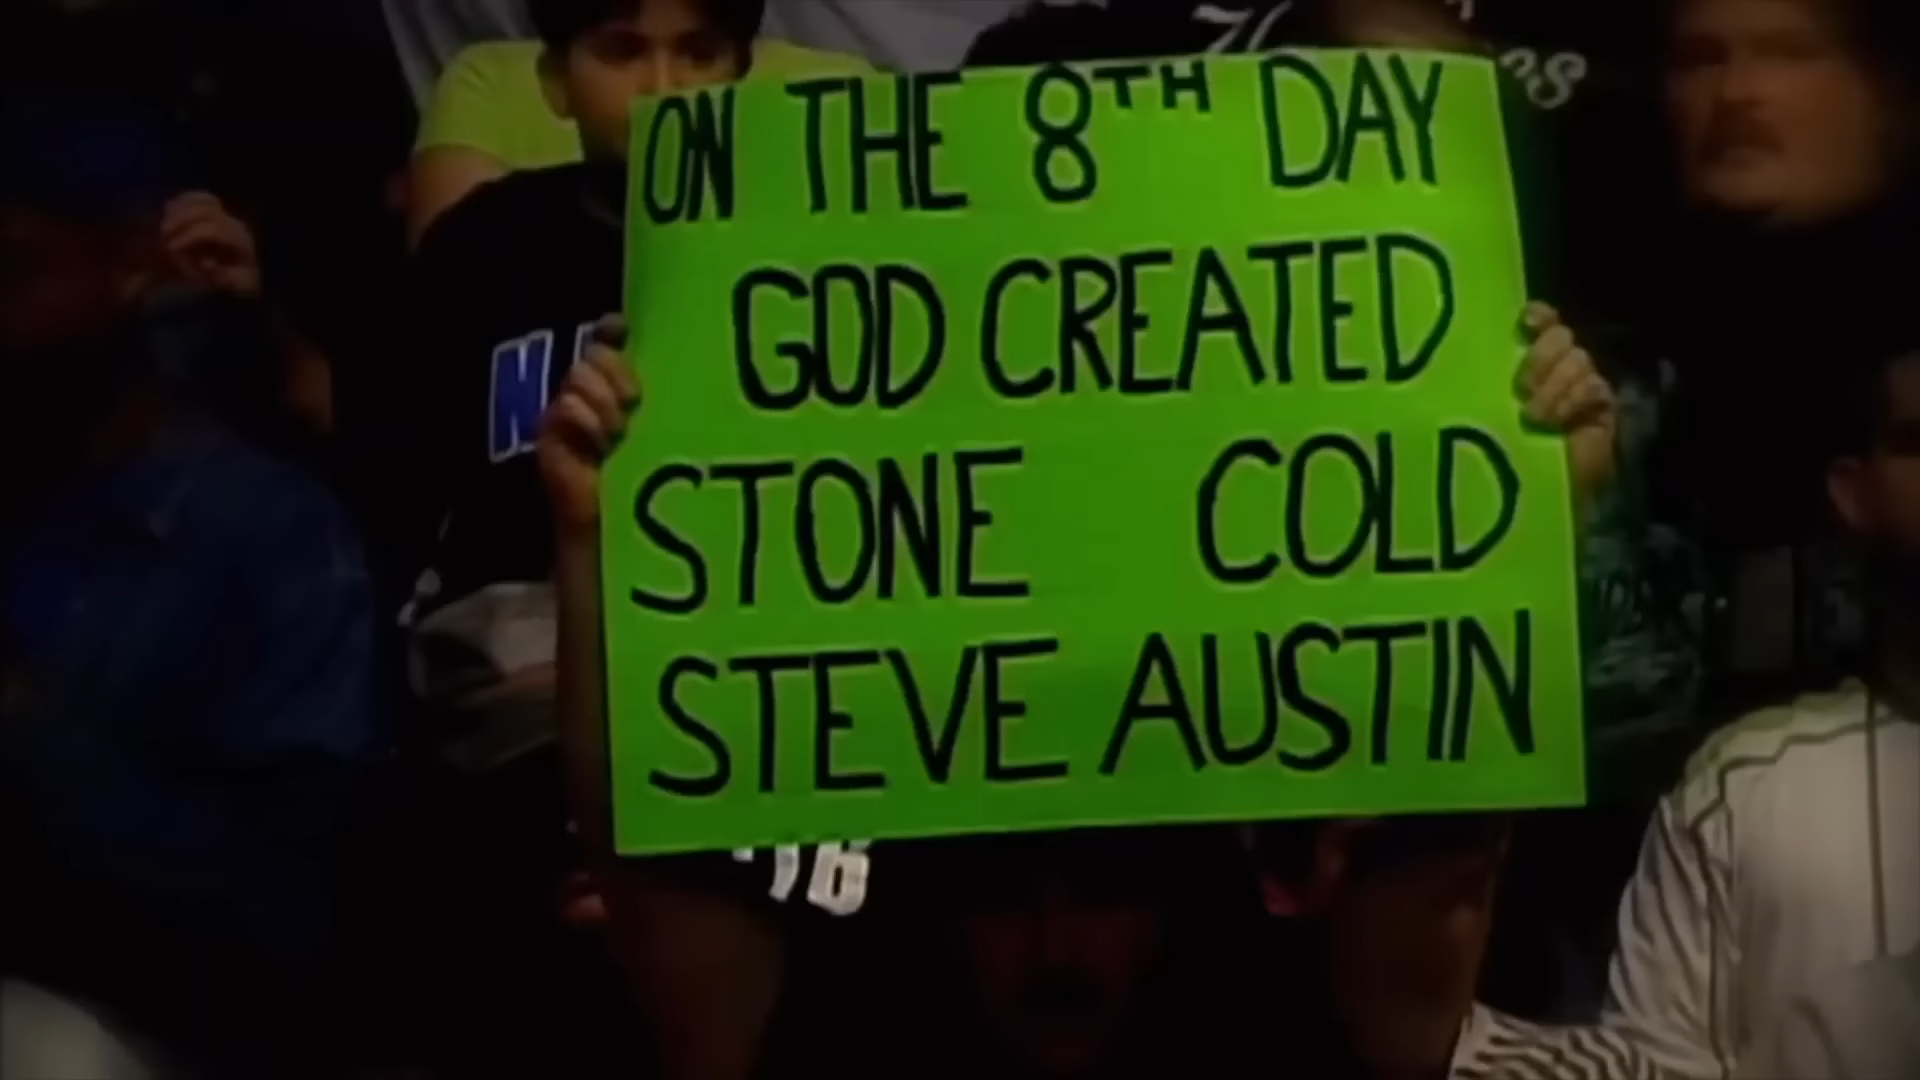 ON THE 8TH DAY
GOD CREATED
STONE COLD
STEVE AUSTIN